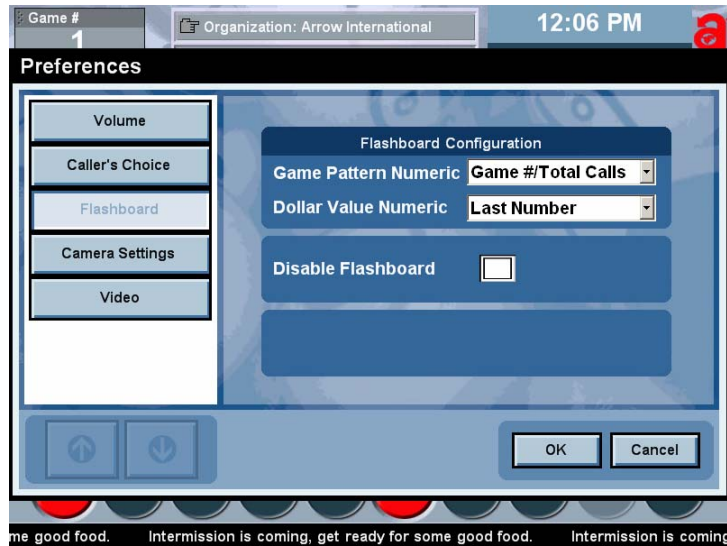 Game #
1
Organization: Arrow International
12:06 PM
a
Preferences
Volume
Caller's Choice
Flashboard
Camera Settings
Video
Flashboard Configuration
Game Pattern Numeric Game #/Total Calls
Dollar Value Numeric Last Number
Disable Flashboard
OK Cancel
me good food. Intermission is coming, get ready for some good food. Intermission is coming